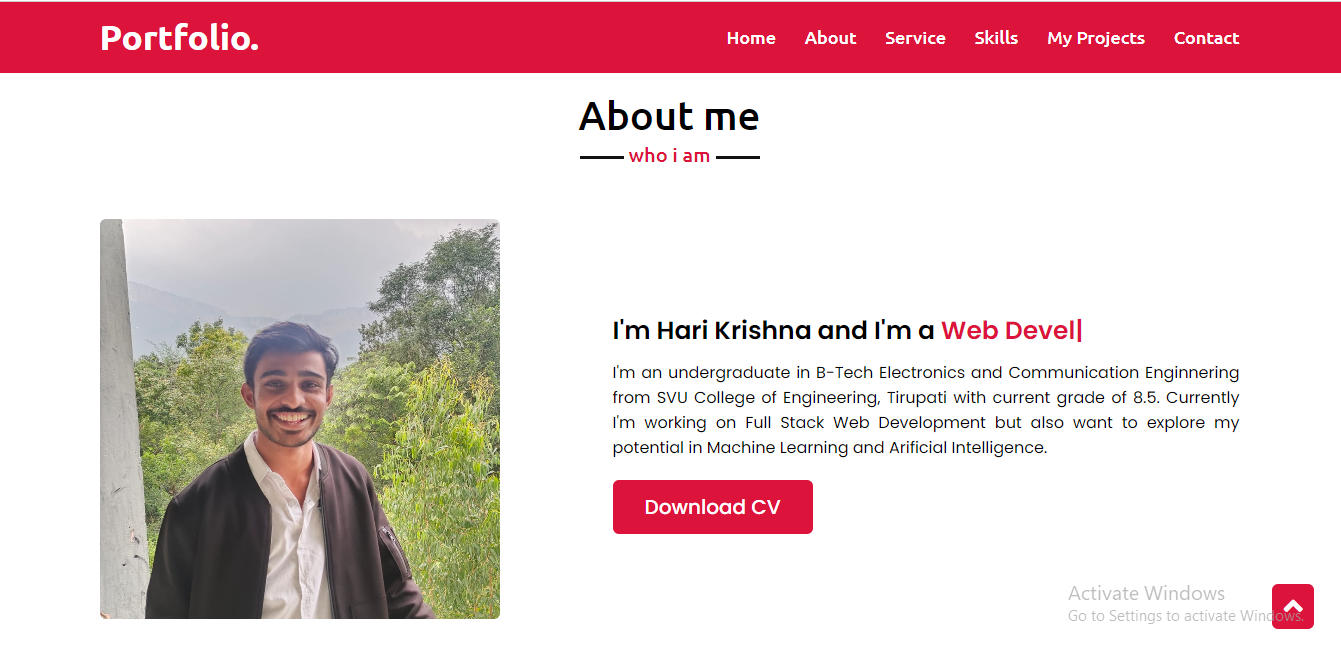 Portfolio.
Home About Service Skills My Projects Contact
About me
who i am
I'm Hari Krishna and I'm a Web Devel|
I'm an undergraduate in B-Tech Electronics and Communication Enginnering
from SVU College of Engineering, Tirupati with current grade of 8.5. Currently
I'm working on Full Stack Web Development but also want to explore my
potential in Machine Learning and Arificial Intelligence.
Download CV
Activate Windows
Go to Settings to activate Windows.